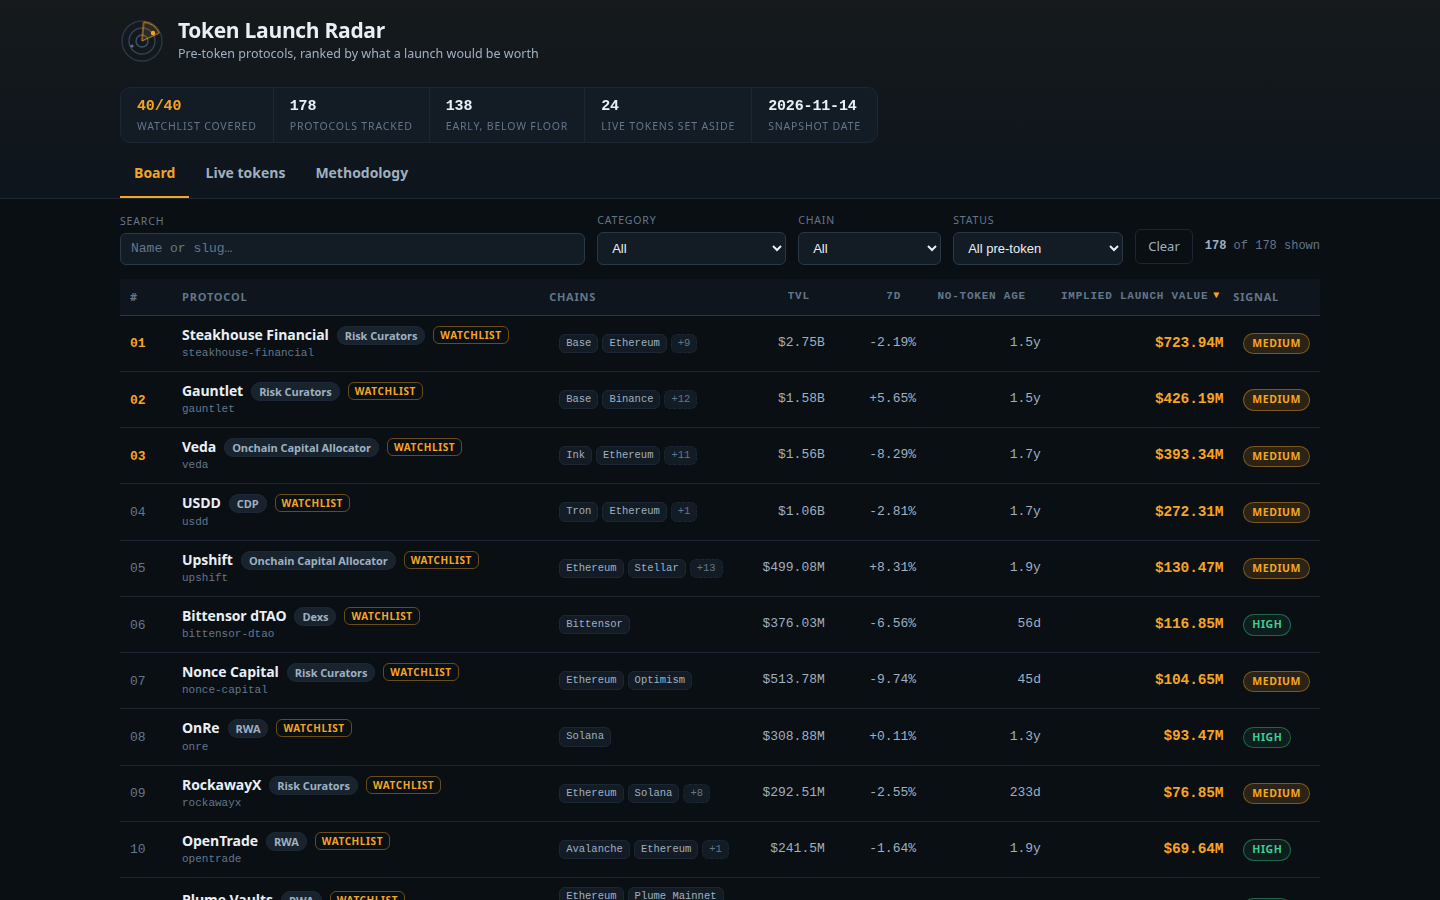 Token Launch Radar
Pre-token protocols, ranked by what a launch would be worth
40/40 178 138 24 2026-11-14
WATCHLIST COVERED PROTOCOLS TRACKED EARLY, BELOW FLOOR LIVE TOKENS SET ASIDE SNAPSHOT DATE
Board Live tokens Methodology
SEARCH CATEGORY CHAIN STATUS
Name or slug… All All All pre-token Clear 178 of 178 shown
# PROTOCOL CHAINS TVL 7D NO-TOKEN AGE IMPLIED LAUNCH VALUE ▼ SIGNAL
01 Steakhouse Financial Risk Curators WATCHLIST Base Ethereum +9 $2.75B -2.19% 1.5y $723.94M MEDIUM
steakhouse-financial
02 Gauntlet Risk Curators WATCHLIST Base Binance +12 $1.58B +5.65% 1.5y $426.19M MEDIUM
gauntlet
03 Veda Onchain Capital Allocator WATCHLIST Ink Ethereum +11 $1.56B -8.29% 1.7y $393.34M MEDIUM
veda
04 USDD CDP WATCHLIST Tron Ethereum +1 $1.06B -2.81% 1.7y $272.31M MEDIUM
usdd
05 Upshift Onchain Capital Allocator WATCHLIST Ethereum Stellar +13 $499.08M +8.31% 1.9y $130.47M MEDIUM
upshift
06 Bittensor dTAO Dexs WATCHLIST Bittensor $376.03M -6.56% 56d $116.85M HIGH
bittensor-dtao
07 Nonce Capital Risk Curators WATCHLIST Ethereum Optimism $513.78M -9.74% 45d $104.65M MEDIUM
nonce-capital
08 OnRe RWA WATCHLIST Solana $308.88M +0.11% 1.3y $93.47M HIGH
onre
09 RockawayX Risk Curators WATCHLIST Ethereum Solana +8 $292.51M -2.55% 233d $76.85M MEDIUM
rockawayx
10 OpenTrade RWA WATCHLIST Avalanche Ethereum +1 $241.5M -1.64% 1.9y $69.64M HIGH
opentrade
Plume Vaults RWA WATCHLIST Ethereum Plume Mainnet